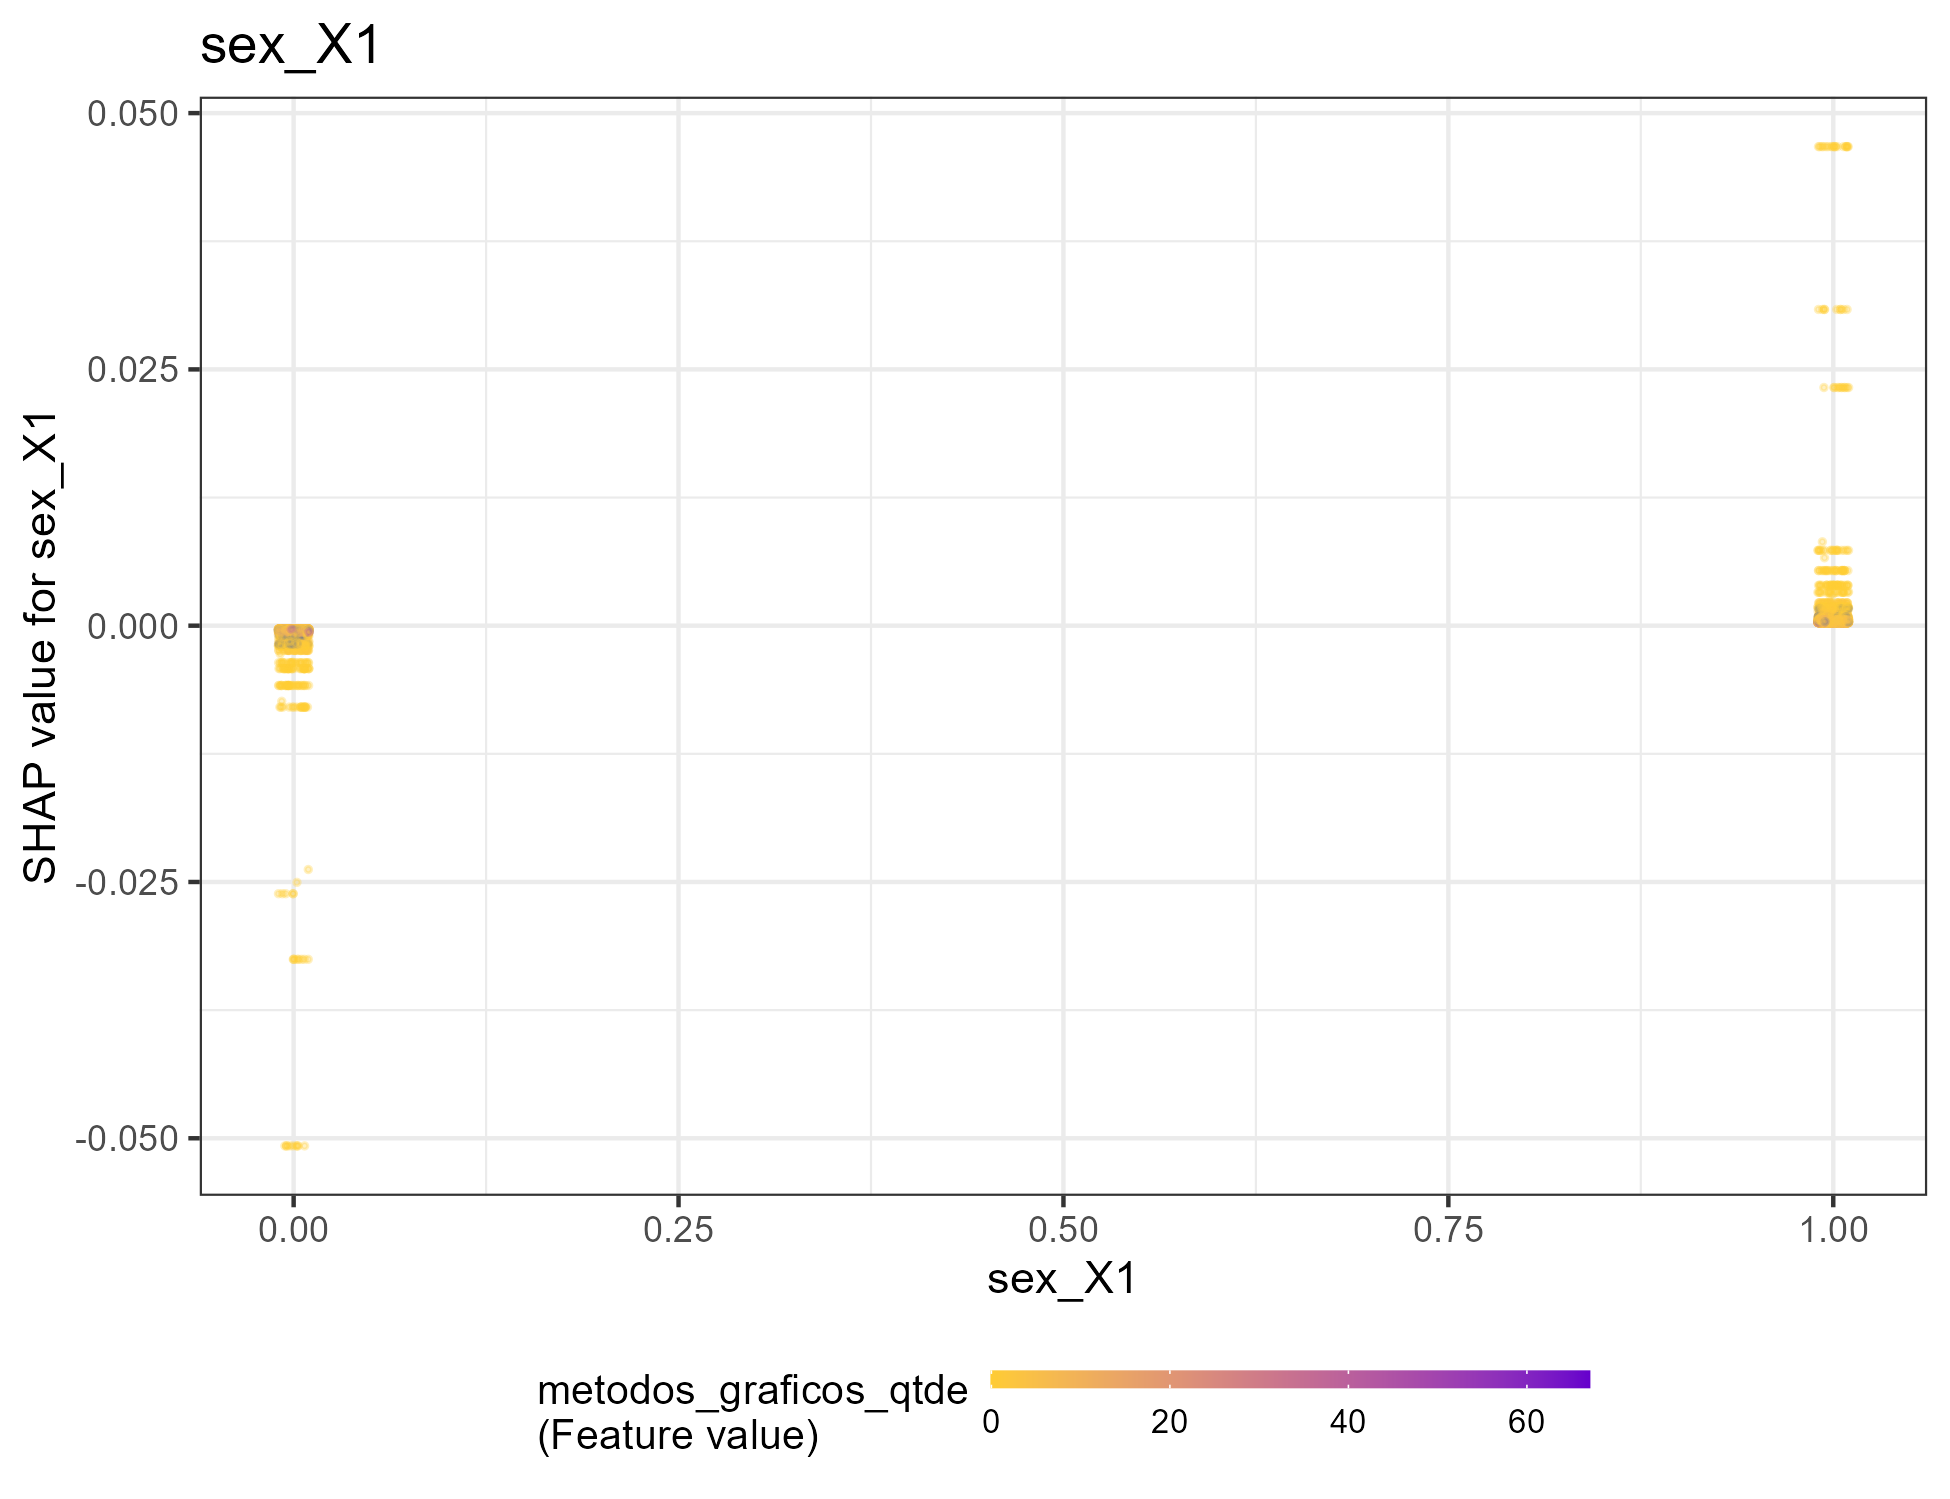 sex_X1
0.050
0.025
0.000
-0.025
-0.050
SHAP value for sex_X1
0.00 0.25 0.50 0.75 1.00
sex_X1
metodos_graficos_qtde
(Feature value)
0 20 40 60